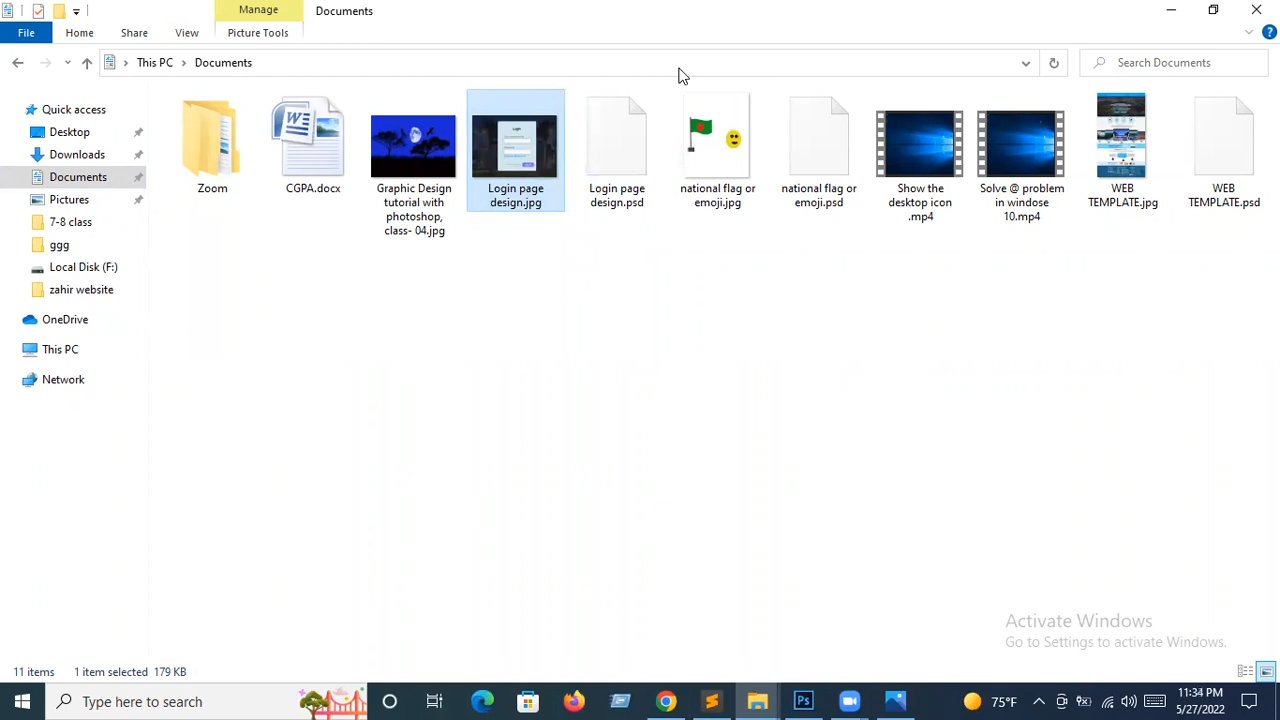 Manage
Documents
File
Home
Share
View
Picture Tools
This PC
Documents
Search Documents
Quick access
Desktop
Downloads
Documents
Pictures
7-8 class
ggg
Local Disk (F:)
zahir website
OneDrive
This PC
Network
Zoom
CGPA.docx
Graphic Design
tutorial with
photoshop,
class- 04.jpg
Login page
design.jpg
Login page
design.psd
national flag or
emoji.jpg
national flag or
emoji.psd
Show the
desktop icon
.mp4
Solve @ problem
in windose
10.mp4
WEB
TEMPLATE.jpg
WEB
TEMPLATE.psd
Login
Activate Windows
Go to Settings to activate Windows.
11 items
1 item selected 179 KB
Type here to search
Ps
75°F
11:34 PM
5/27/2022